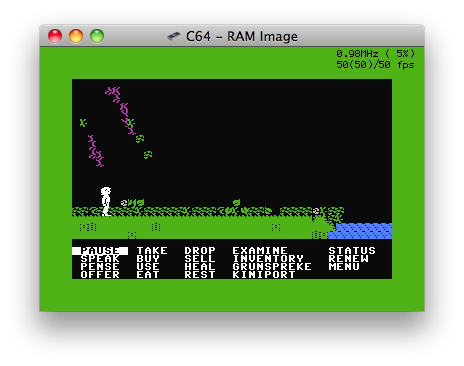 C64 - RAM Image
0.98MHz ( 5%)
50(50)/50 fps
PAUSE TAKE DROP EXAMINE STATUS
SPEAK BUY SELL INVENTORY RENEW
PENSE USE HEAL GRUNSPREKE MENU
OFFER EAT REST KINIPORT